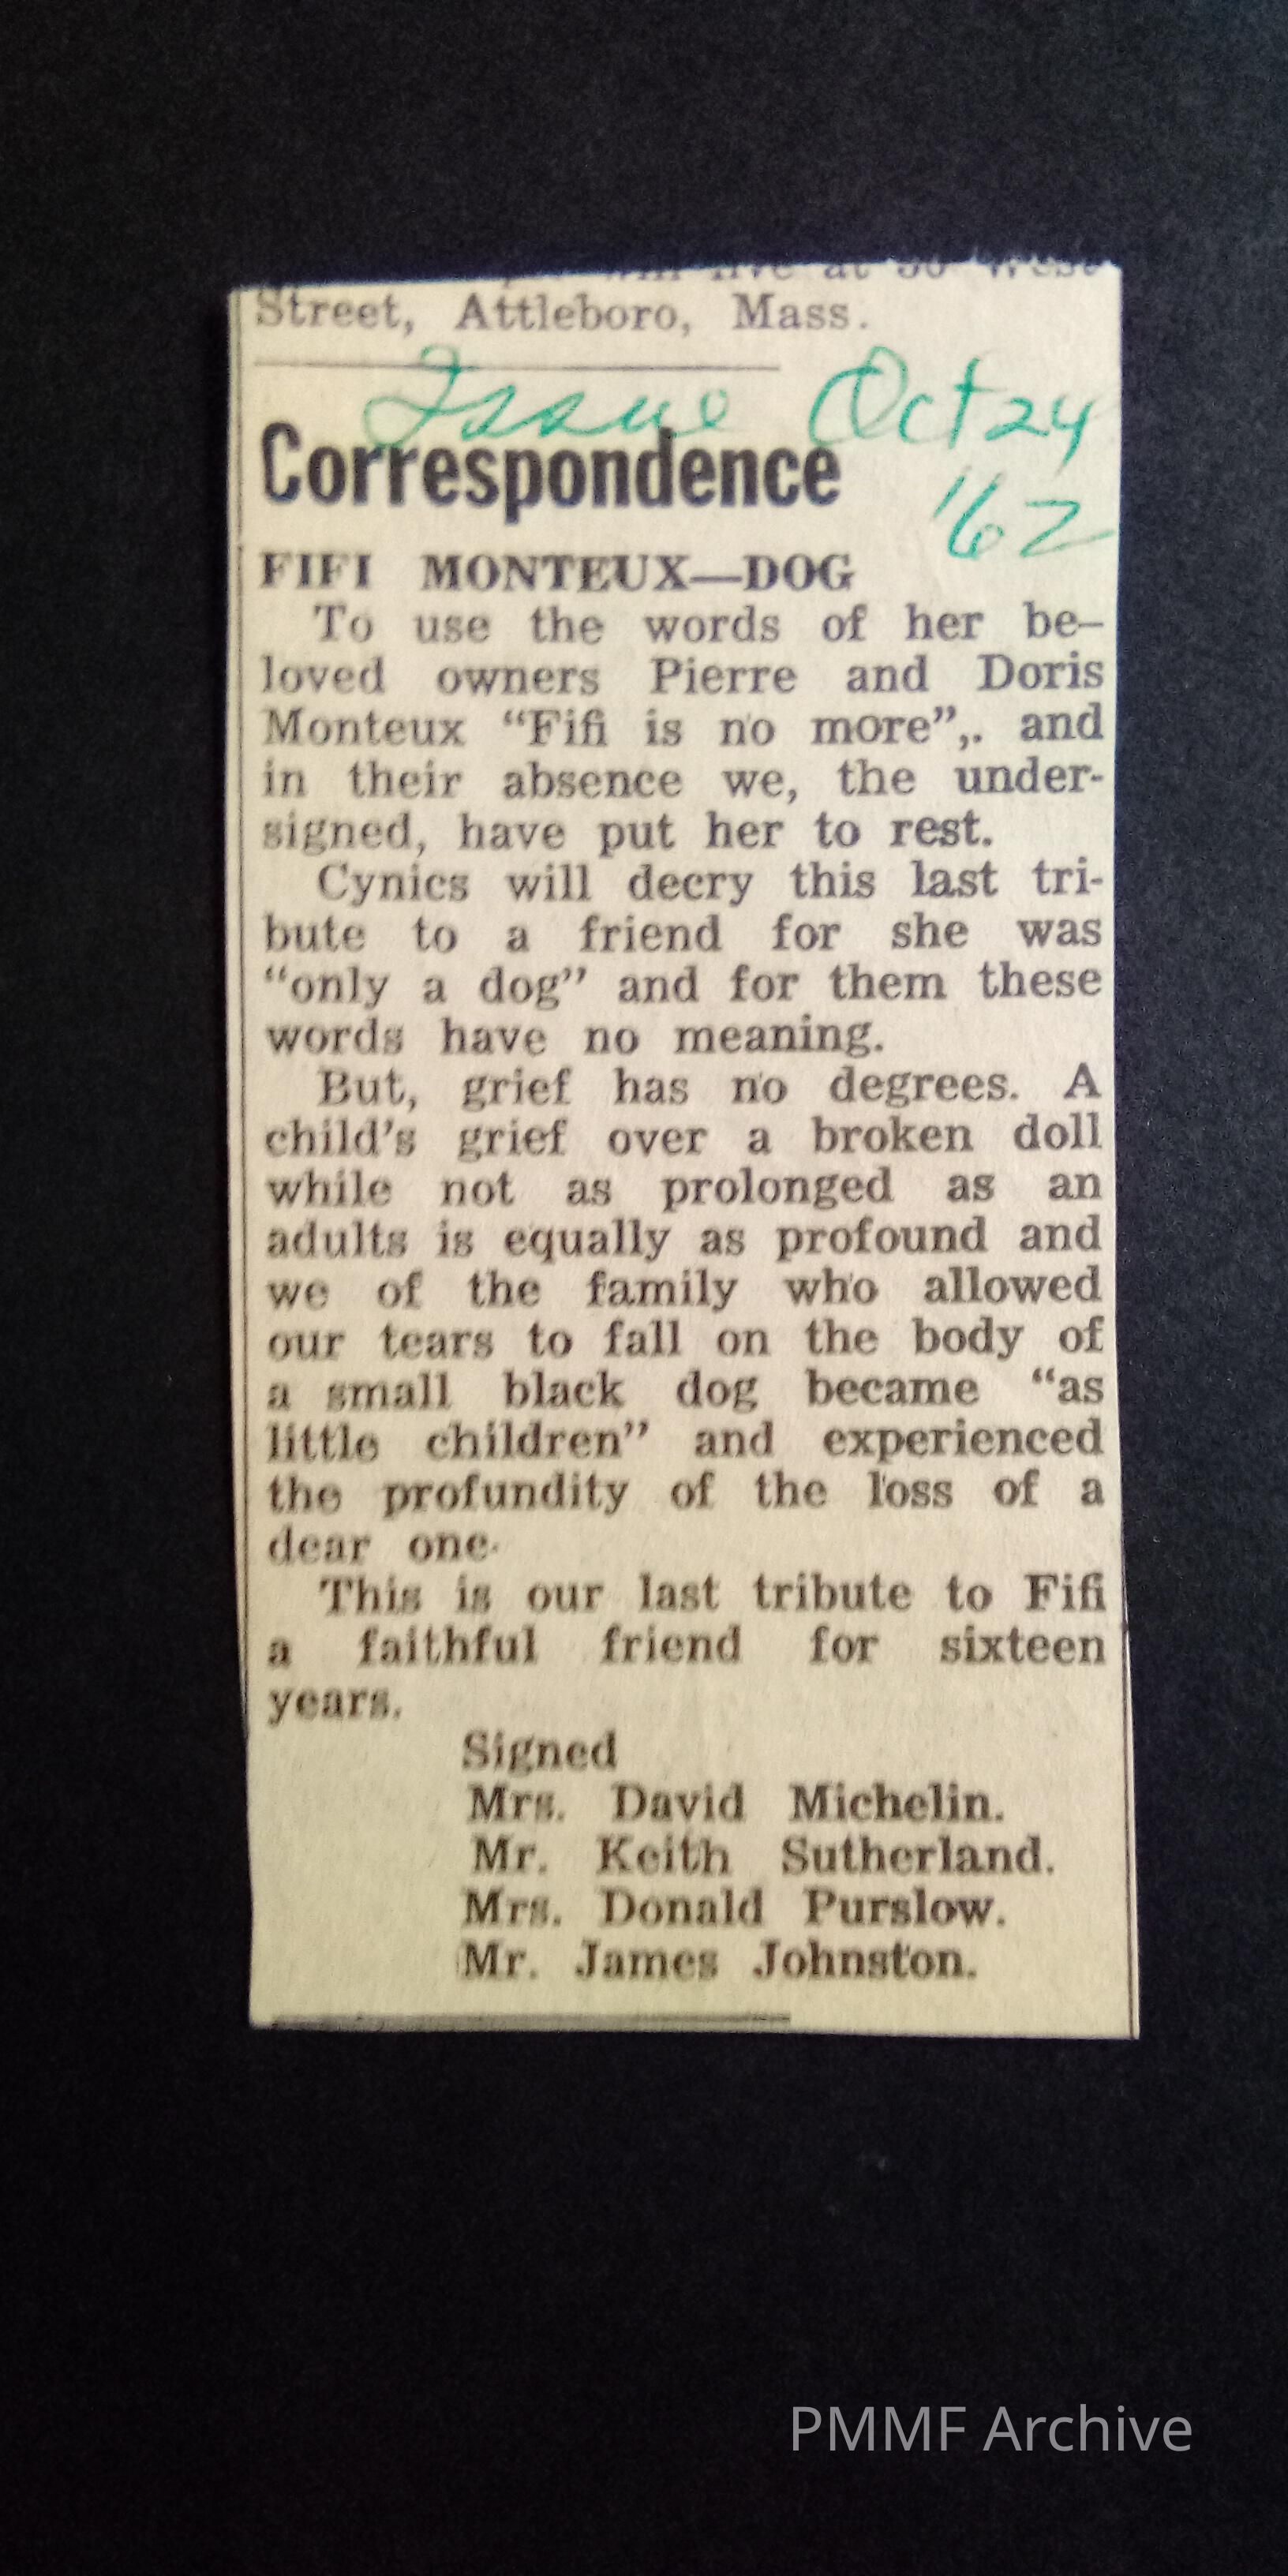 will live at 50 West
Street, Attleboro, Mass.
Issue Oct 24
'62
Correspondence
FIFI MONTEUX—DOG
To use the words of her be-
loved owners Pierre and Doris
Monteux “Fifi is no more”,. and
in their absence we, the under-
signed, have put her to rest.
Cynics will decry this last tri-
bute to a friend for she was
“only a dog” and for them these
words have no meaning.
But, grief has no degrees. A
child's grief over a broken doll
while not as prolonged as an
adults is equally as profound and
we of the family who allowed
our tears to fall on the body of
a small black dog became “as
little children” and experienced
the profundity of the loss of a
dear one.
This is our last tribute to Fifi
a faithful friend for sixteen
years.
Signed
Mrs. David Michelin.
Mr. Keith Sutherland.
Mrs. Donald Purslow.
Mr. James Johnston.
PMMF Archive